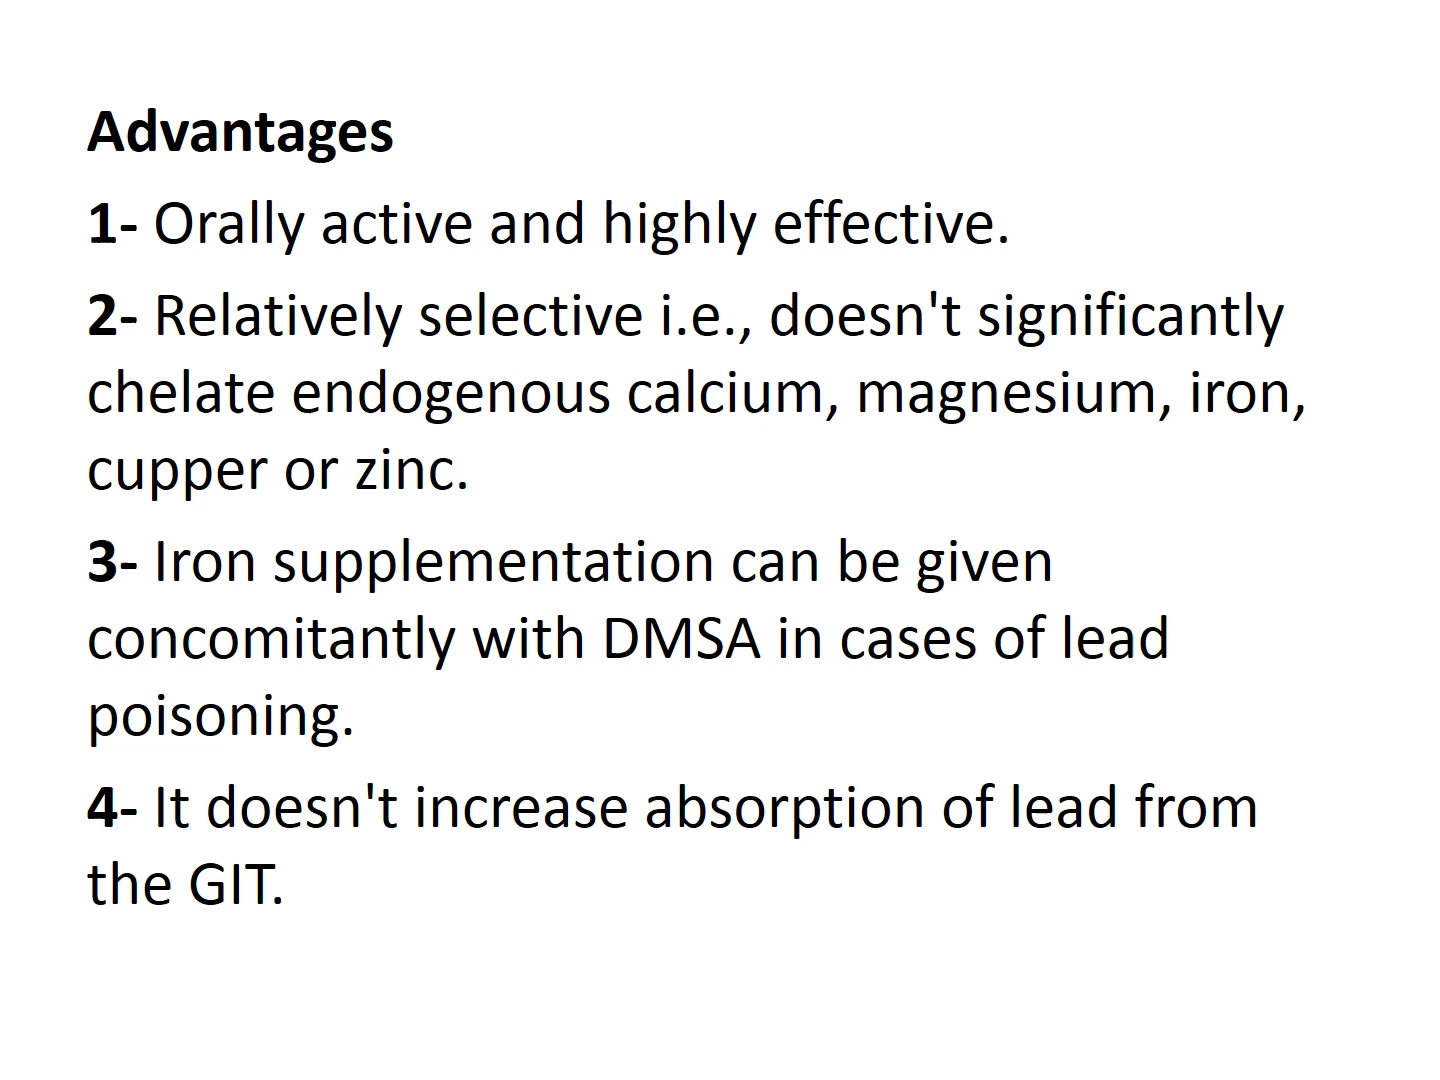 Advantages
1- Orally active and highly effective.
2- Relatively selective i.e., doesn't significantly
chelate endogenous calcium, magnesium, iron,
cupper or zinc.
3- Iron supplementation can be given
concomitantly with DMSA in cases of lead
poisoning.
4- It doesn't increase absorption of lead from
the GIT.